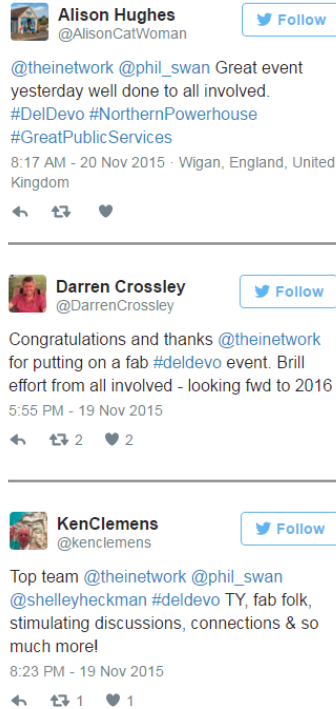 Alison Hughes
Follow
@AlisonCatWoman
@theinetwork @phil_swan Great event
yesterday well done to all involved.
#DelDevo #NorthernPowerhouse
#GreatPublicServices
8:17 AM - 20 Nov 2015 · Wigan, England, United
Kingdom
Darren Crossley
Follow
@DarrenCrossley
Congratulations and thanks @theinetwork
for putting on a fab #deldevo event. Brill
effort from all involved - looking fwd to 2016
5:55 PM - 19 Nov 2015
2 2
KenClemens
Follow
@kenclemens
Top team @theinetwork @phil_swan
@shelleyheckman #deldevo TY, fab folk,
stimulating discussions, connections & so
much more!
8:23 PM - 19 Nov 2015
1 1